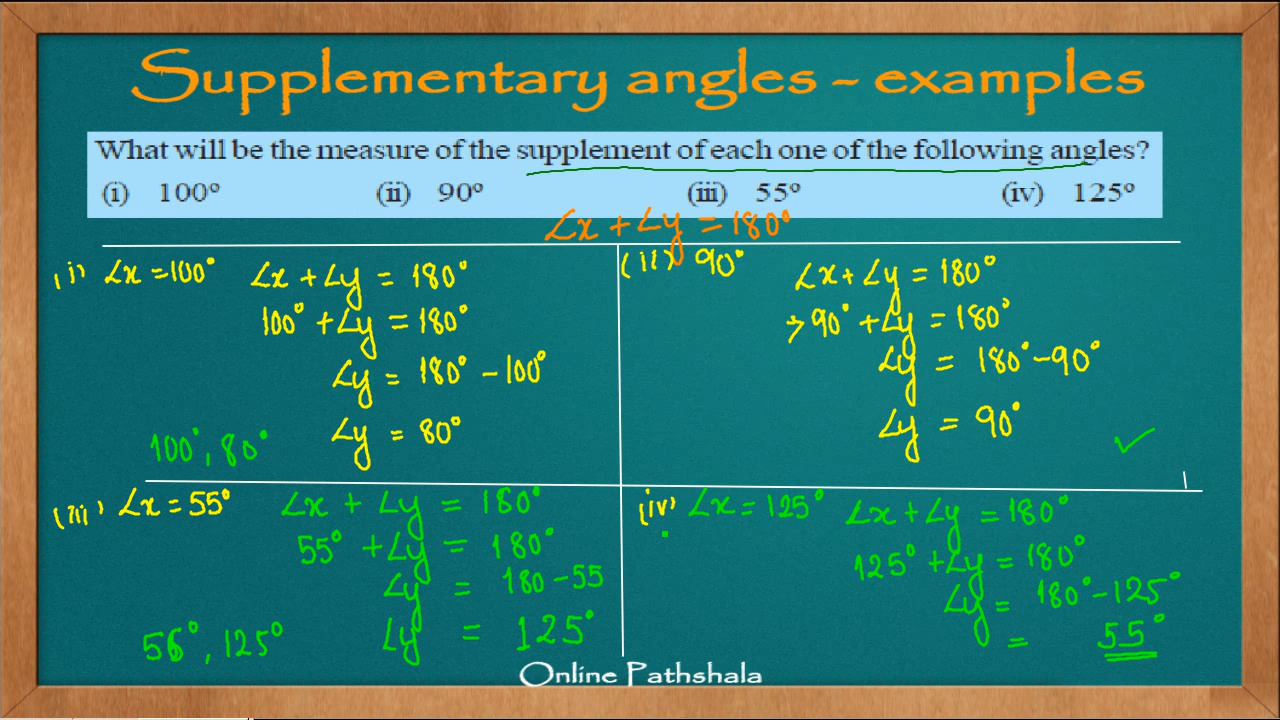 Supplementary angles - examples
What will be the measure of the supplement of each one of the following angles?
(i) 100° (ii) 90° (iii) 55° (iv) 125°
∠x + ∠y = 180°
(i) ∠x = 100° ∠x + ∠y = 180°
100° + ∠y = 180°
∠y = 180° - 100°
∠y = 80°
100°, 80°
(ii) 90° ∠x + ∠y = 180°
→ 90° + ∠y = 180°
∠y = 180° - 90°
∠y = 90°
✓
(iii) ∠x = 55° ∠x + ∠y = 180°
55° + ∠y = 180°
∠y = 180 - 55
∠y = 125°
56°, 125°
(iv) ∠x = 125° ∠x + ∠y = 180°
125° + ∠y = 180°
∠y = 180° - 125°
= 55°
Online Pathshala